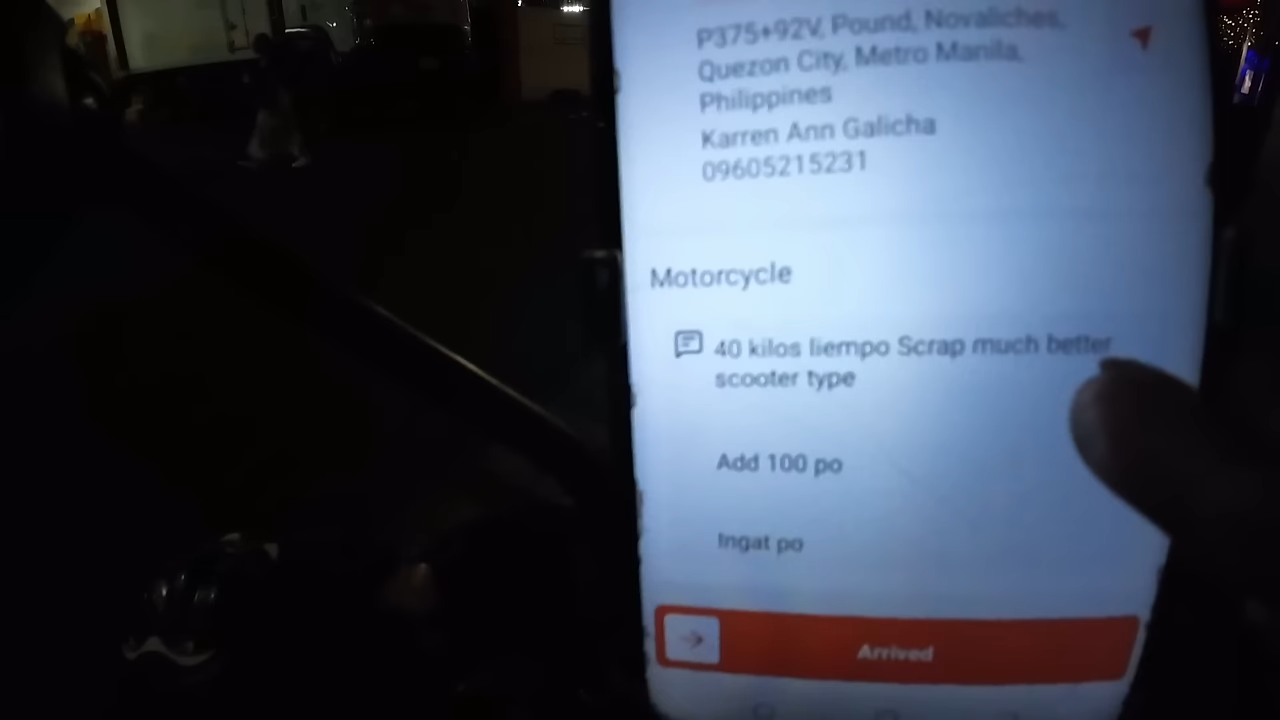 P375+92V, Pound, Novaliches,
Quezon City, Metro Manila,
Philippines
Karren Ann Galicha
09605215231
Motorcycle
40 kilos liempo Scrap much better
scooter type
Add 100 po
Ingat po
Arrived